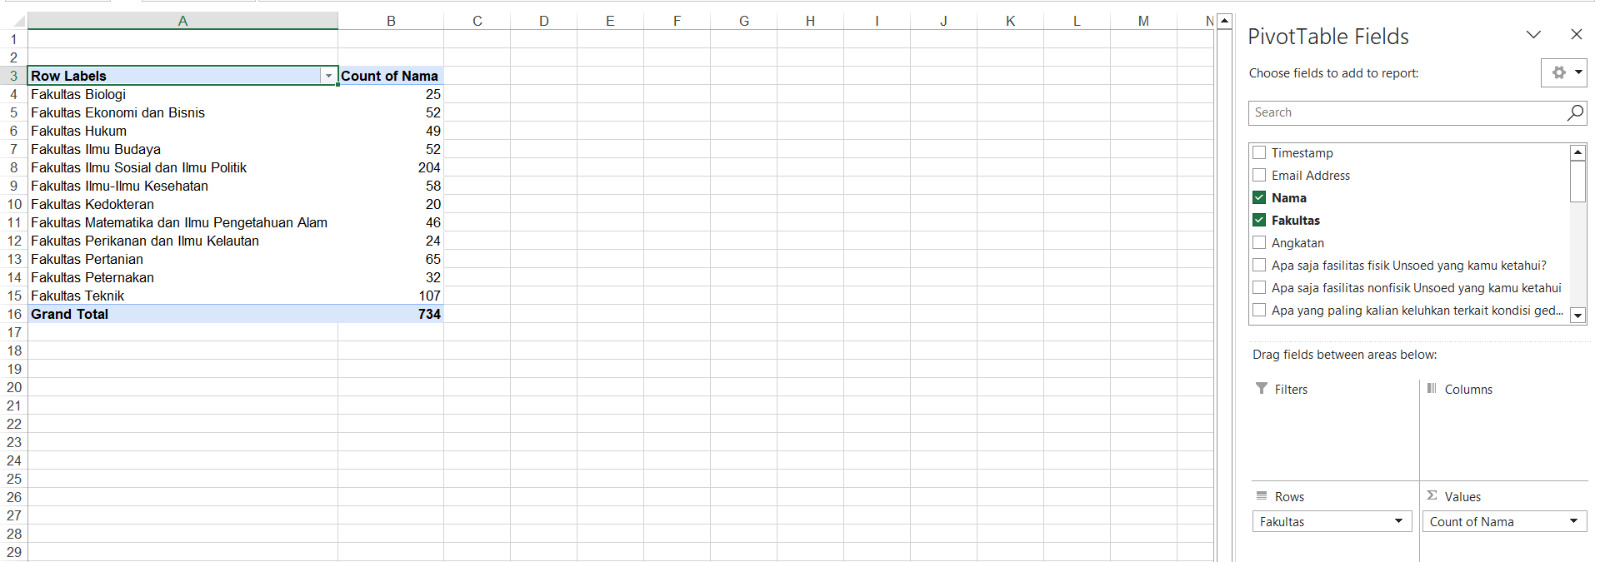 A B C D E F G H I J K L M N
1
2
3 Row Labels Count of Nama
4 Fakultas Biologi 25
5 Fakultas Ekonomi dan Bisnis 52
6 Fakultas Hukum 49
7 Fakultas Ilmu Budaya 52
8 Fakultas Ilmu Sosial dan Ilmu Politik 204
9 Fakultas Ilmu-Ilmu Kesehatan 58
10 Fakultas Kedokteran 20
11 Fakultas Matematika dan Ilmu Pengetahuan Alam 46
12 Fakultas Perikanan dan Ilmu Kelautan 24
13 Fakultas Pertanian 65
14 Fakultas Peternakan 32
15 Fakultas Teknik 107
16 Grand Total 734
17
18
19
20
21
22
23
24
25
26
27
28
29
PivotTable Fields
Choose fields to add to report:
Search
Timestamp
Email Address
Nama
Fakultas
Angkatan
Apa saja fasilitas fisik Unsoed yang kamu ketahui?
Apa saja fasilitas nonfisik Unsoed yang kamu ketahui
Apa yang paling kalian keluhkan terkait kondisi ged...
Drag fields between areas below:
Filters
Columns
Rows
Fakultas
Σ Values
Count of Nama